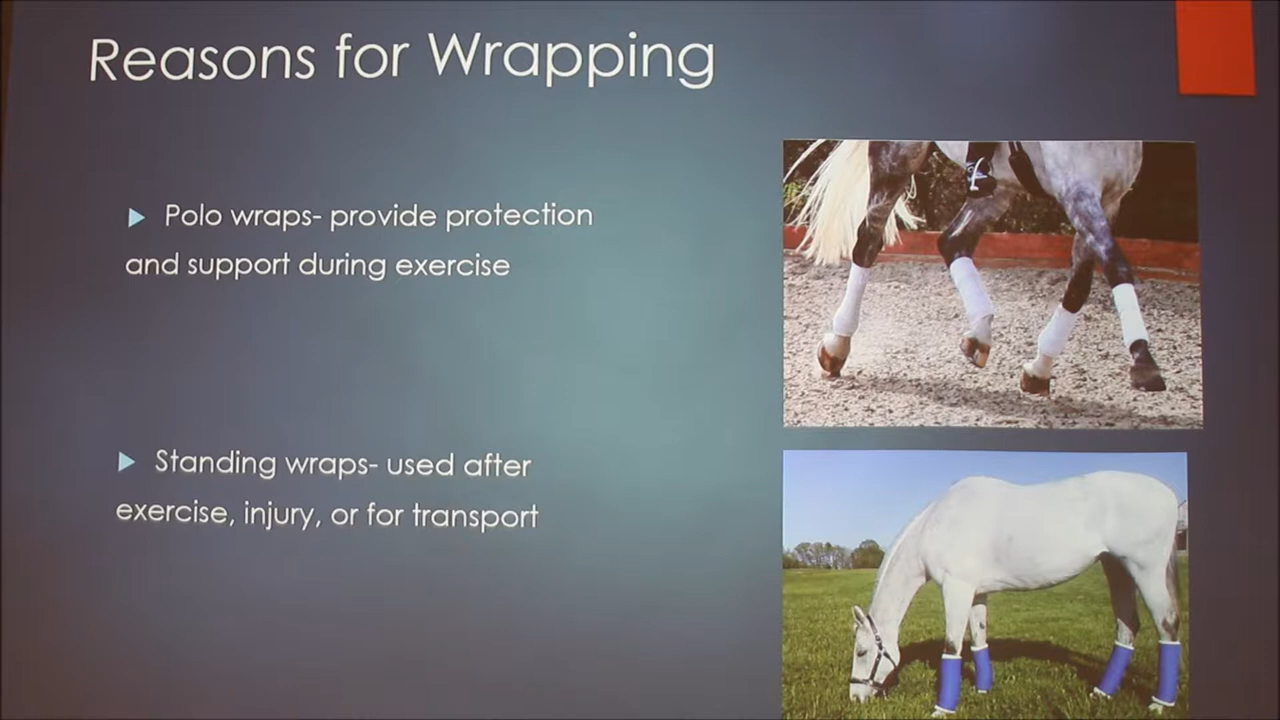 Reasons for Wrapping
Polo wraps- provide protection
and support during exercise
Standing wraps- used after
exercise, injury, or for transport